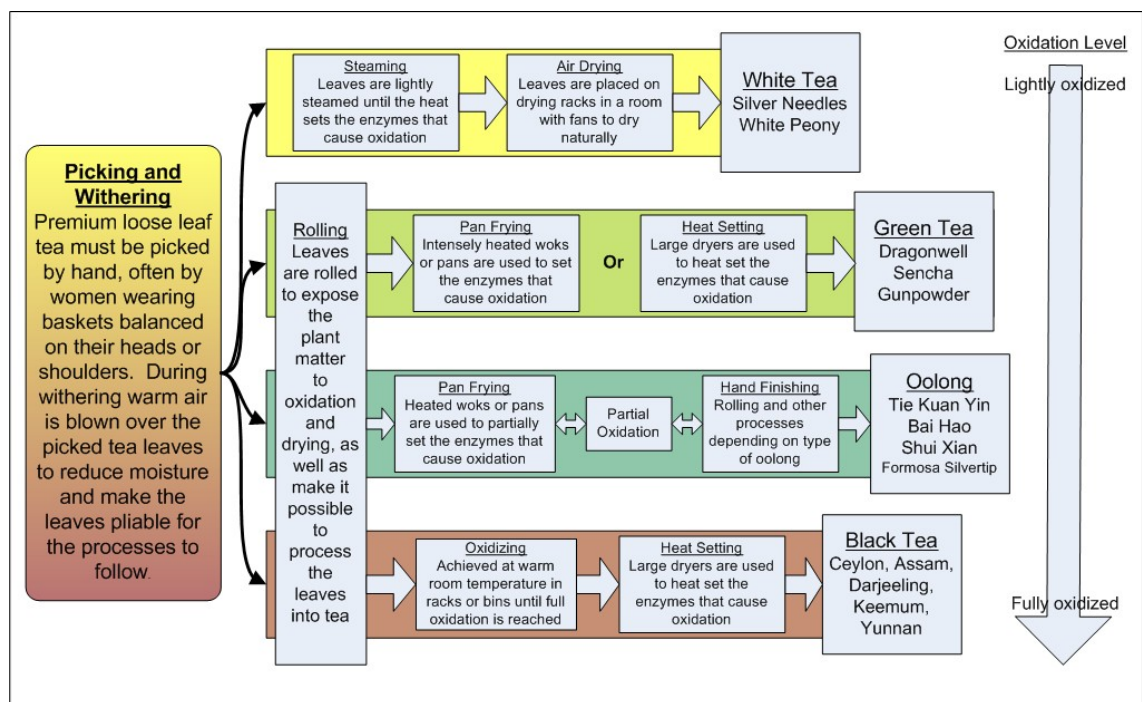 Picking and
Withering
Premium loose leaf
tea must be picked
by hand, often by
women wearing
baskets balanced
on their heads or
shoulders. During
withering warm air
is blown over the
picked tea leaves
to reduce moisture
and make the
leaves pliable for
the processes to
follow.
Steaming
Leaves are lightly
steamed until the heat
sets the enzymes that
cause oxidation
Air Drying
Leaves are placed on
drying racks in a room
with fans to dry
naturally
White Tea
Silver Needles
White Peony
Rolling
Leaves
are rolled
to expose
the
plant
matter
to
oxidation
and
drying, as
well as
make it
possible
to
process
the
leaves
into tea
Pan Frying
Intensely heated woks
or pans are used to set
the enzymes that
cause oxidation
Or
Heat Setting
Large dryers are used
to heat set the
enzymes that cause
oxidation
Green Tea
Dragonwell
Sencha
Gunpowder
Pan Frying
Heated woks or pans
are used to partially
set the enzymes that
cause oxidation
Partial
Oxidation
Hand Finishing
Rolling and other
processes
depending on type
of oolong
Oolong
Tie Kuan Yin
Bai Hao
Shui Xian
Formosa Silvertip
Oxidizing
Achieved at warm
room temperature in
racks or bins until full
oxidation is reached
Heat Setting
Large dryers are used
to heat set the
enzymes that cause
oxidation
Black Tea
Ceylon, Assam,
Darjeeling,
Keemum,
Yunnan
Oxidation Level
Lightly oxidized
Fully oxidized